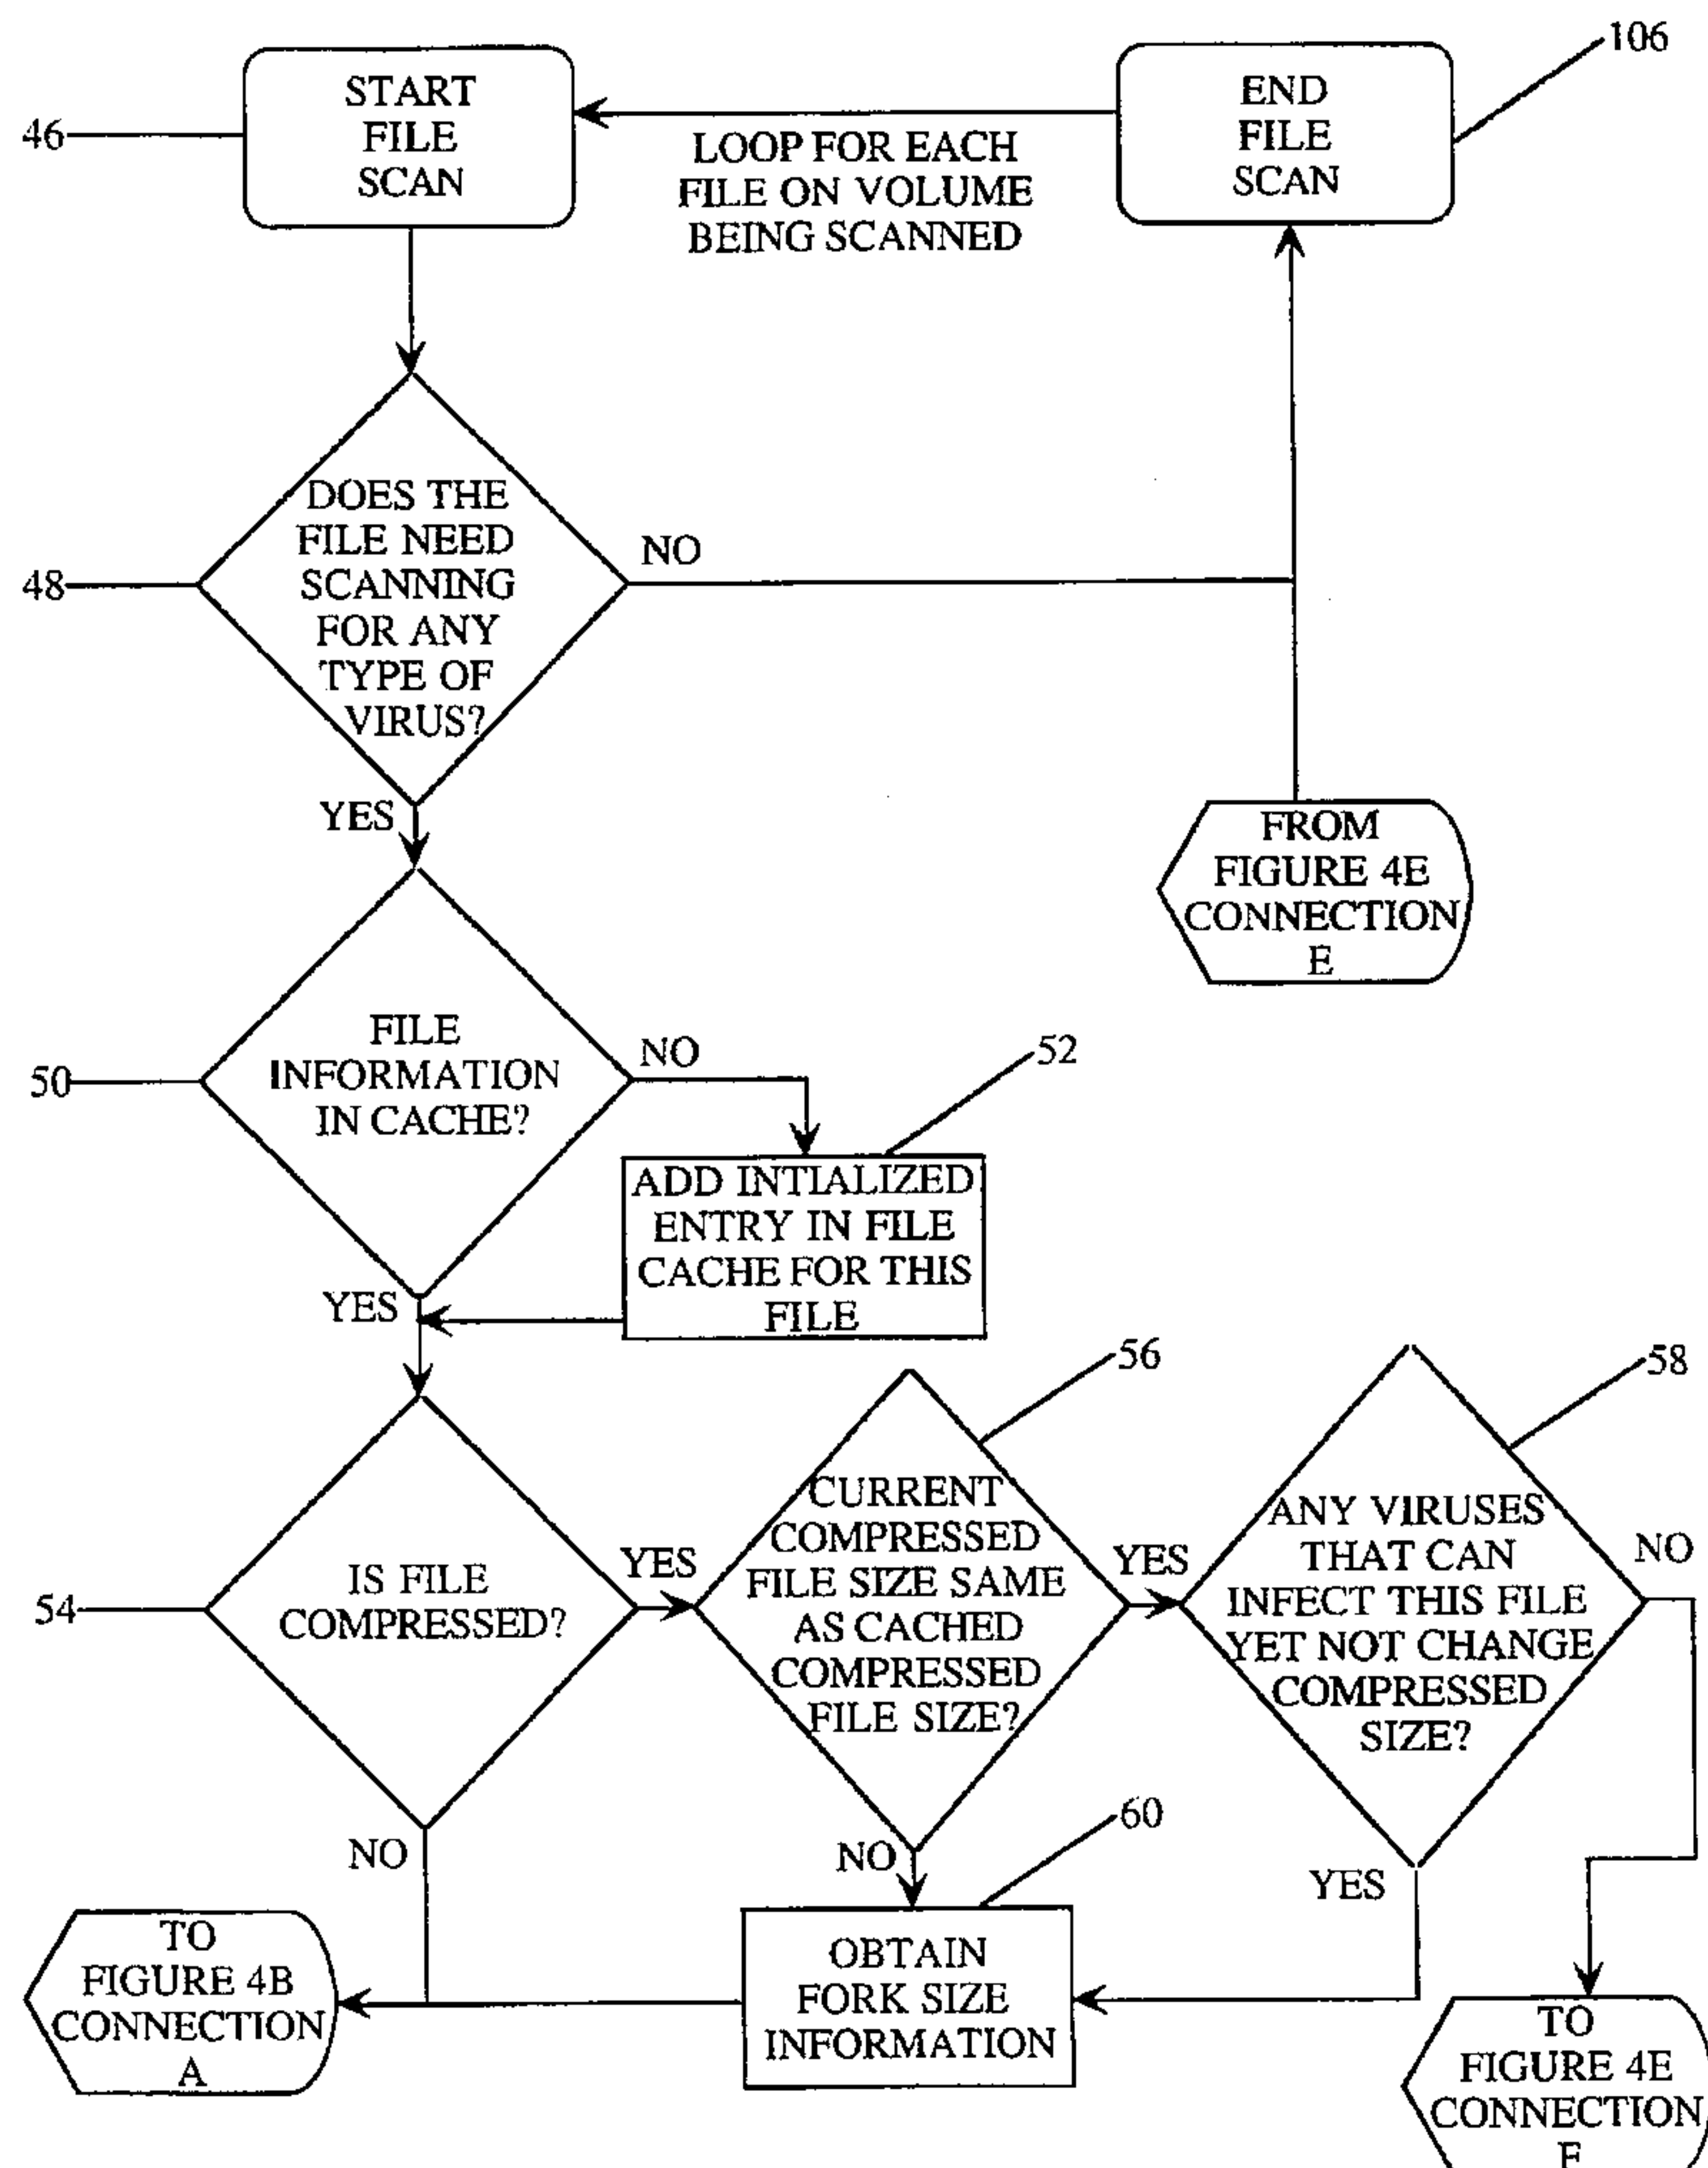 START
FILE
SCAN
46
END
FILE
SCAN
106
LOOP FOR EACH
FILE ON VOLUME
BEING SCANNED
DOES THE
FILE NEED
SCANNING
FOR ANY
TYPE OF
VIRUS?
48
NO
YES
FROM
FIGURE 4E
CONNECTION
E
FILE
INFORMATION
IN CACHE?
50
NO
52
ADD INTIALIZED
ENTRY IN FILE
CACHE FOR THIS
FILE
YES
IS FILE
COMPRESSED?
54
YES
56
CURRENT
COMPRESSED
FILE SIZE SAME
AS CACHED
COMPRESSED
FILE SIZE?
YES
58
ANY VIRUSES
THAT CAN
INFECT THIS FILE
YET NOT CHANGE
COMPRESSED
SIZE?
NO
NO
NO
YES
60
OBTAIN
FORK SIZE
INFORMATION
TO
FIGURE 4B
CONNECTION
A
TO
FIGURE 4E
CONNECTION